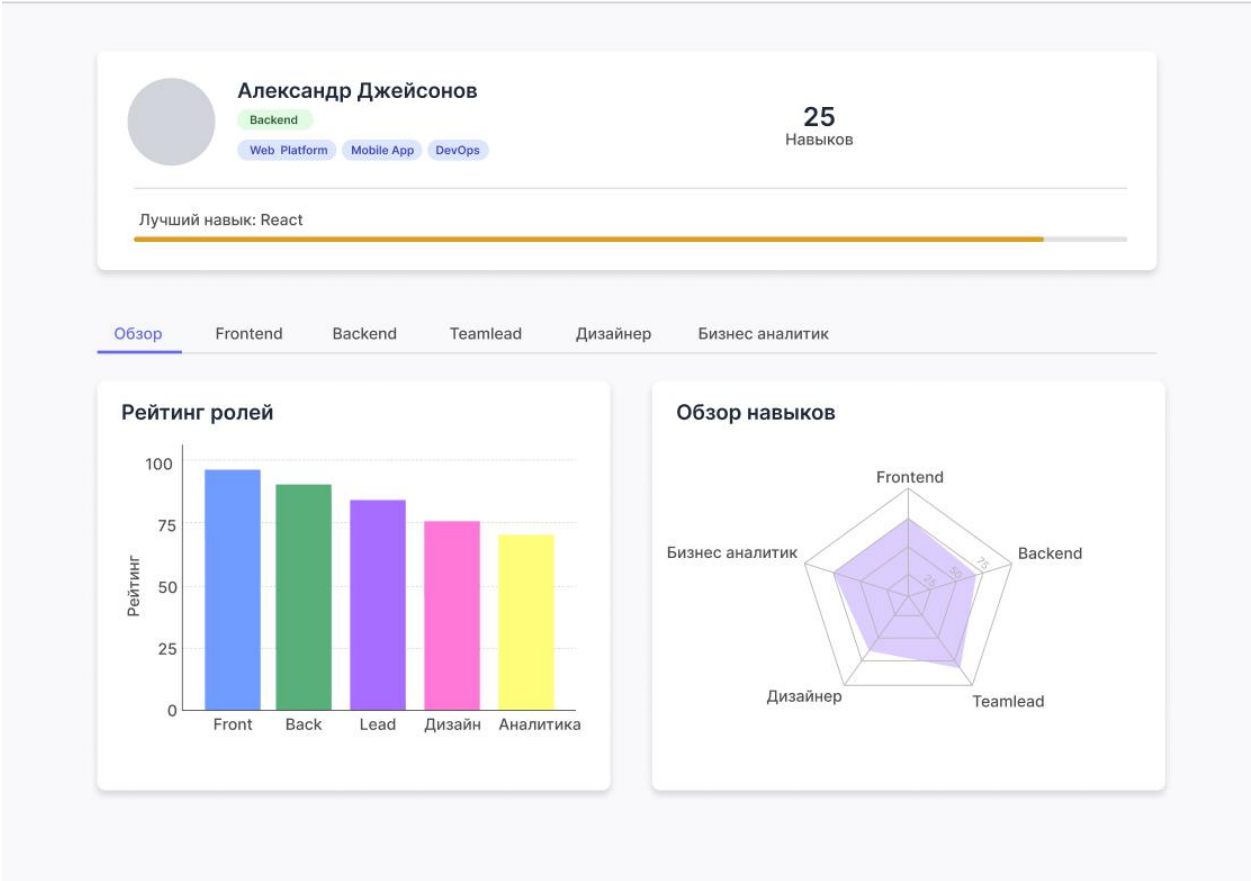 Александр Джейсонов
Backend
Web Platform Mobile App DevOps
25
Навыков
Лучший навык: React
Обзор Frontend Backend Teamlead Дизайнер Бизнес аналитик
Рейтинг ролей
100
75
50
25
0
Рейтинг
Front Back Lead Дизайн Аналитика
Обзор навыков
Frontend
Бизнес аналитик
Backend
25 50 75
Дизайнер
Teamlead